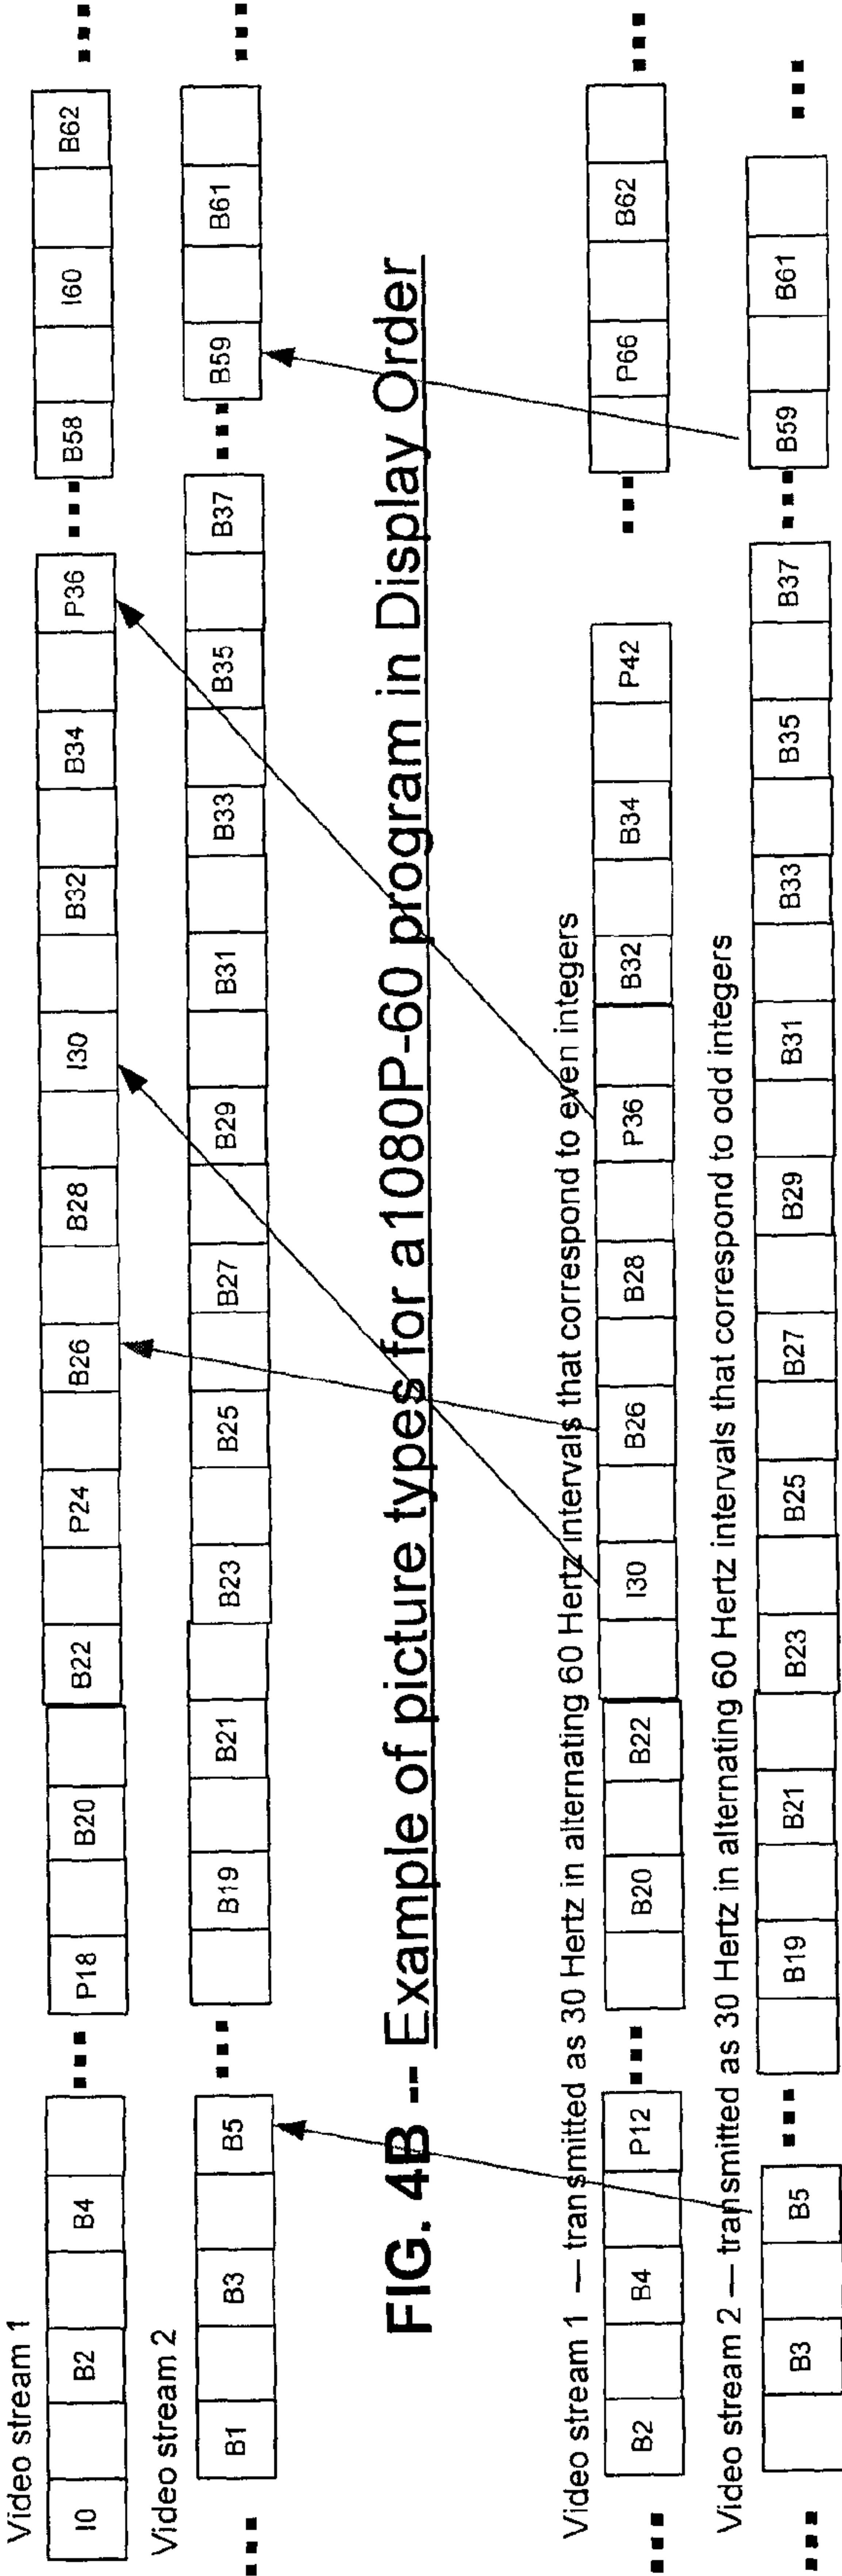 Video stream 1
I0 B2 B4 ... P18 B20 B22 P24 B26 B28 I30 B32 B34 P36 ... B58 I60 B62 ...
Video stream 2
... B1 B3 B5 ... B19 B21 B23 B25 B27 B29 B31 B33 B35 B37 ... B59 B61 ...
FIG. 4B -- Example of picture types for a1080P-60 program in Display Order
Video stream 1 — transmitted as 30 Hertz in alternating 60 Hertz intervals that correspond to even integers
... B2 B4 P12 ... B20 B22 I30 B26 B28 P36 B32 B34 P42 ... P66 B62 ...
Video stream 2 — transmitted as 30 Hertz in alternating 60 Hertz intervals that correspond to odd integers
... B3 B5 ... B19 B21 B23 B25 B27 B29 B31 B33 B35 B37 ... B59 B61 ...